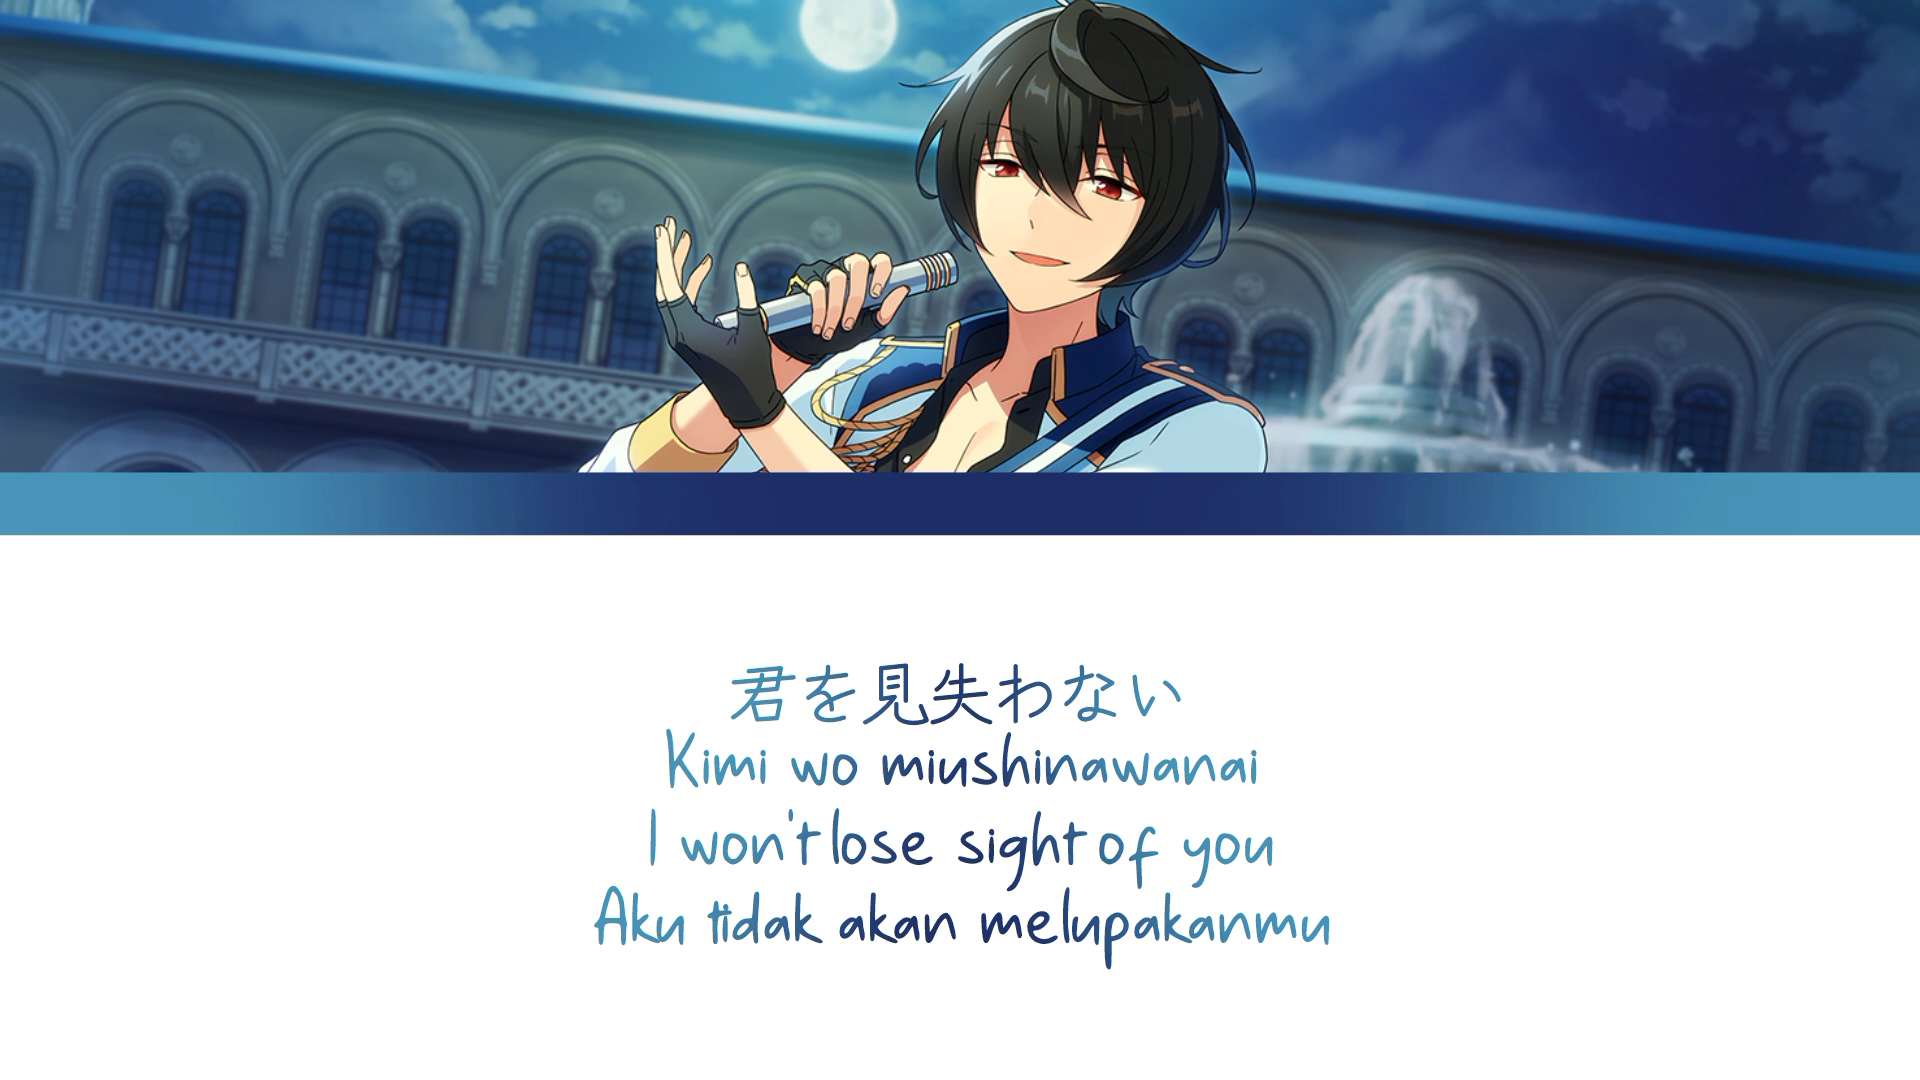 君を見失わない
Kimi wo miushinawanai
I won't lose sight of you
Aku tidak akan melupakanmu